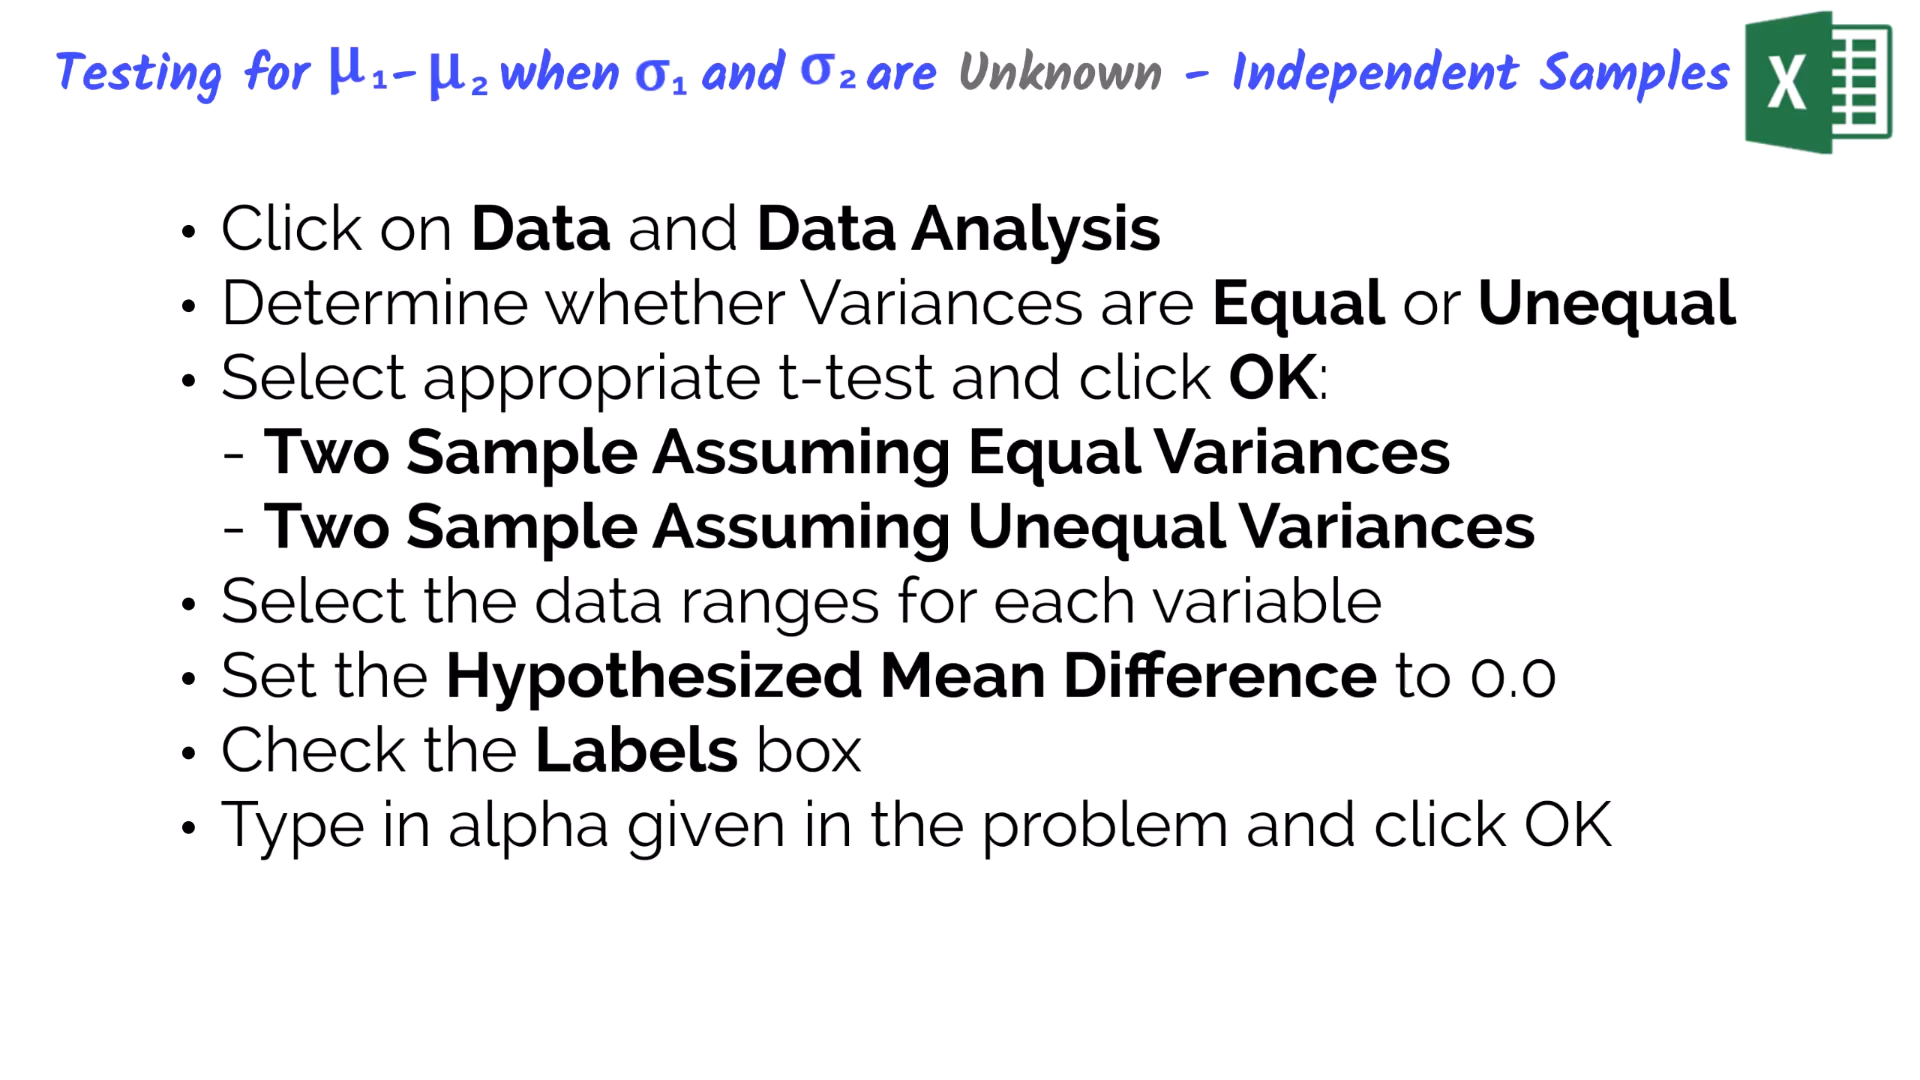 Testing for μ₁- μ₂ when σ₁ and σ₂ are Unknown - Independent Samples X
• Click on Data and Data Analysis
• Determine whether Variances are Equal or Unequal
• Select appropriate t-test and click OK:
- Two Sample Assuming Equal Variances
- Two Sample Assuming Unequal Variances
• Select the data ranges for each variable
• Set the Hypothesized Mean Difference to 0.0
• Check the Labels box
• Type in alpha given in the problem and click OK